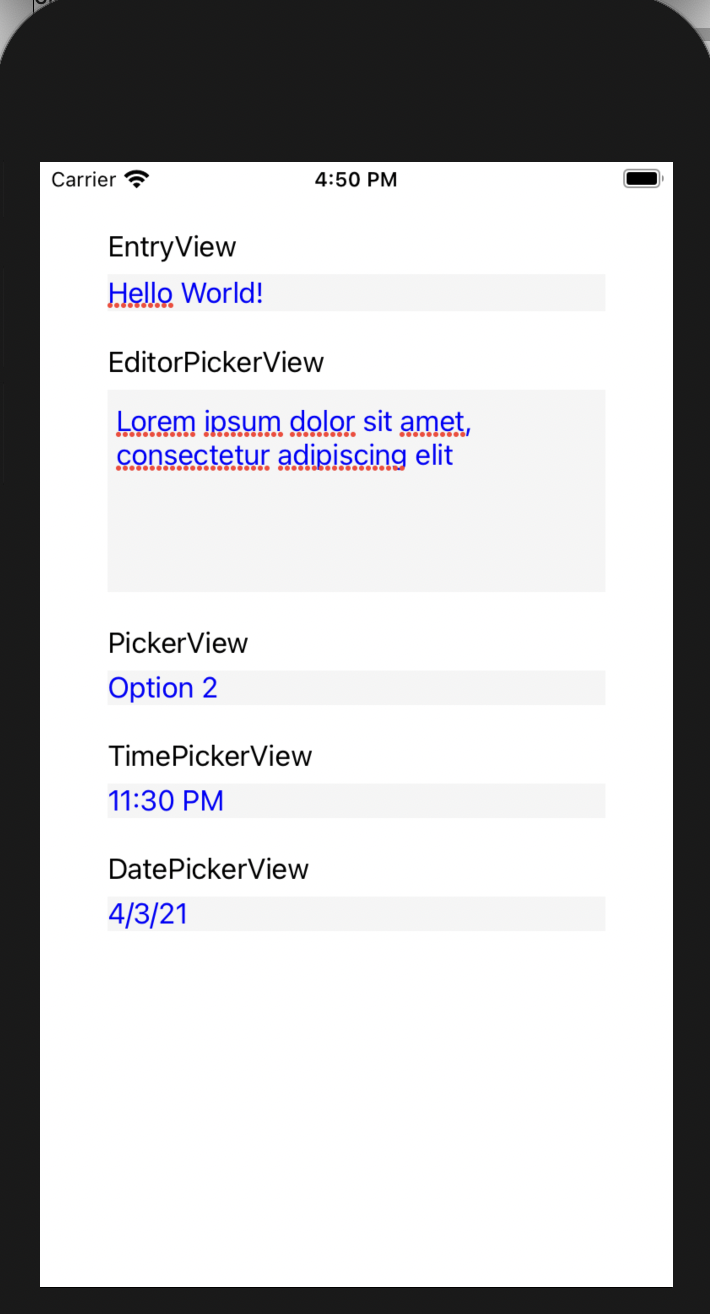 Carrier
4:50 PM
EntryView
Hello World!
EditorPickerView
Lorem ipsum dolor sit amet,
consectetur adipiscing elit
PickerView
Option 2
TimePickerView
11:30 PM
DatePickerView
4/3/21